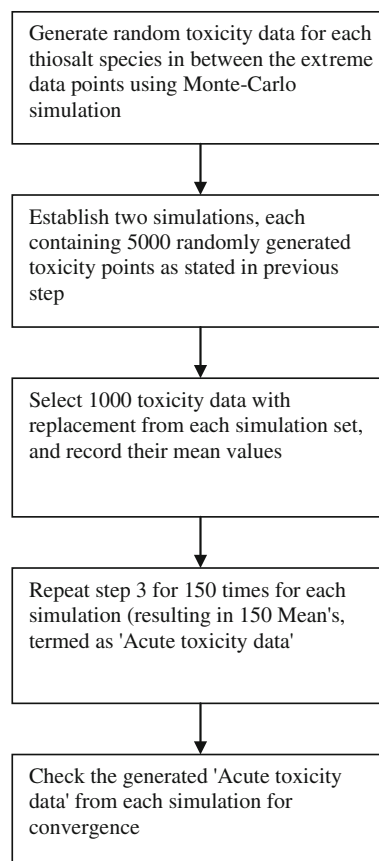 Generate random toxicity data for each
thiosalt species in between the extreme
data points using Monte-Carlo
simulation
Establish two simulations, each
containing 5000 randomly generated
toxicity points as stated in previous
step
Select 1000 toxicity data with
replacement from each simulation set,
and record their mean values
Repeat step 3 for 150 times for each
simulation (resulting in 150 Mean's,
termed as 'Acute toxicity data'
Check the generated 'Acute toxicity
data' from each simulation for
convergence